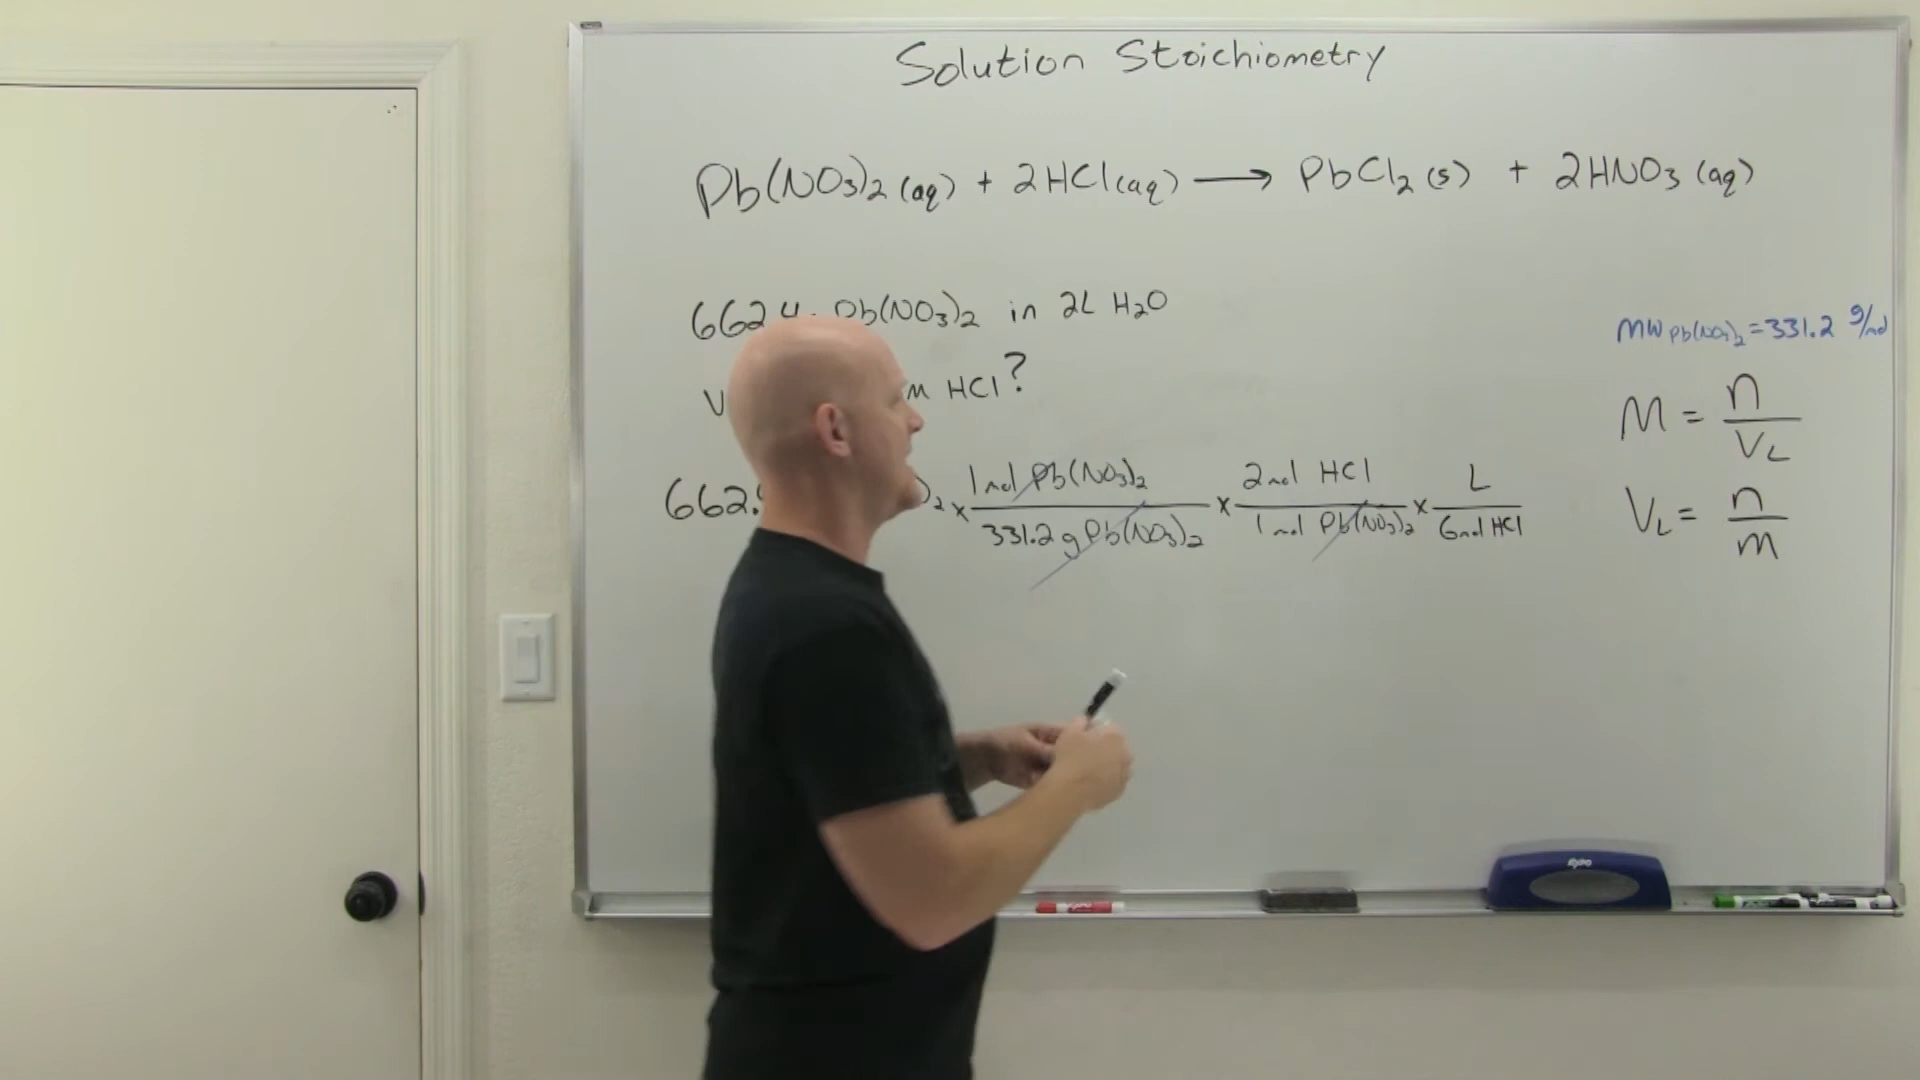 Solution Stoichiometry
Pb(NO3)2 (aq) + 2HCl (aq) → PbCl2 (s) + 2HNO3 (aq)
662.4 Pb(NO3)2 in 2L H2O
V M HCl?
662. 2 x 1 mol Pb(NO3)2 / 331.2 g Pb(NO3)2 x 2 mol HCl / 1 mol Pb(NO3)2 x L / 6 mol HCl
MW Pb(NO3)2 = 331.2 g/mol
M = n / VL
VL = n / M
EXPO